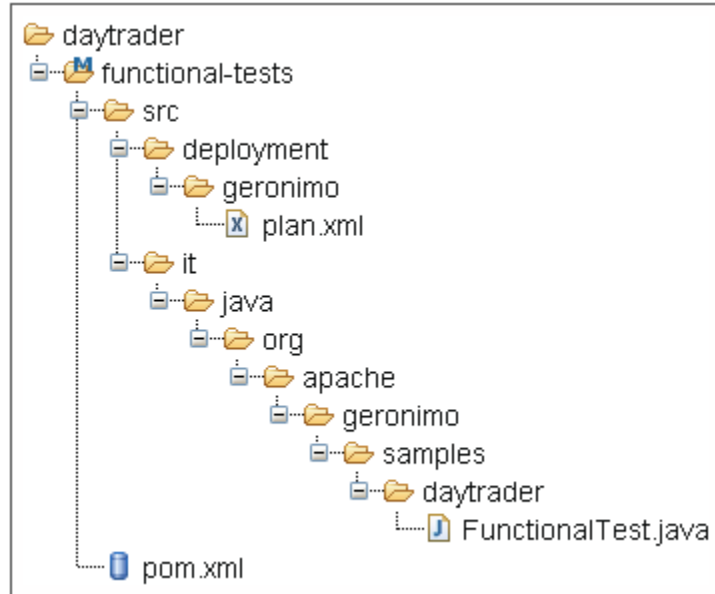 daytrader
functional-tests
src
deployment
geronimo
plan.xml
it
java
org
apache
geronimo
samples
daytrader
FunctionalTest.java
pom.xml